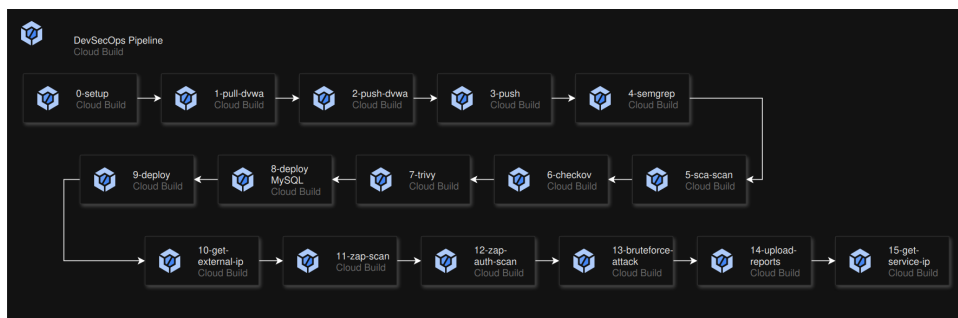 DevSecOps Pipeline
Cloud Build
0-setup
Cloud Build
1-pull-dvwa
Cloud Build
2-push-dvwa
Cloud Build
3-push
Cloud Build
4-semgrep
Cloud Build
5-sca-scan
Cloud Build
6-checkov
Cloud Build
7-trivy
Cloud Build
8-deploy
MySQL
Cloud Build
9-deploy
Cloud Build
10-get-
external-ip
Cloud Build
11-zap-scan
Cloud Build
12-zap-
auth-scan
Cloud Build
13-bruteforce-
attack
Cloud Build
14-upload-
reports
Cloud Build
15-get-
service-ip
Cloud Build